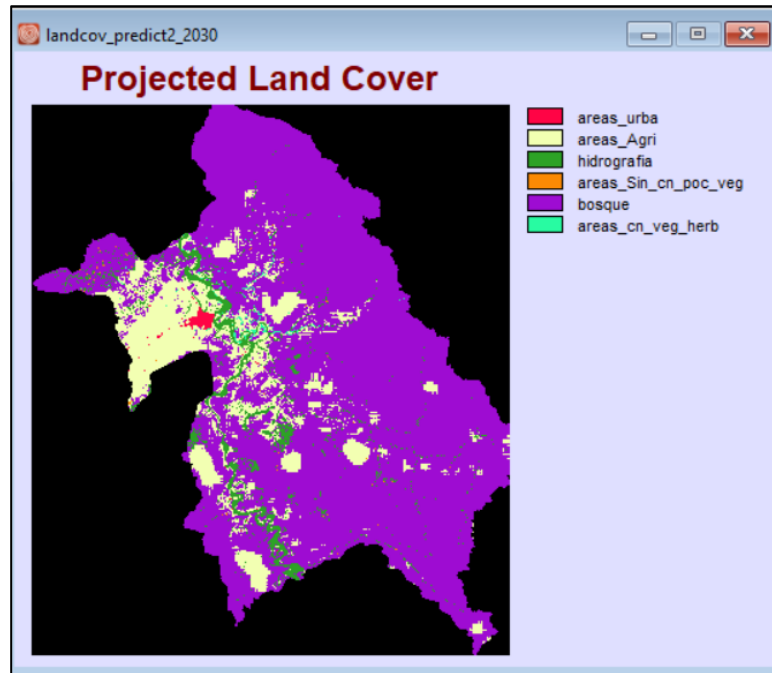 landcov_predict2_2030
Projected Land Cover
areas_urba
areas_Agri
hidrografia
areas_Sin_cn_poc_veg
bosque
areas_cn_veg_herb